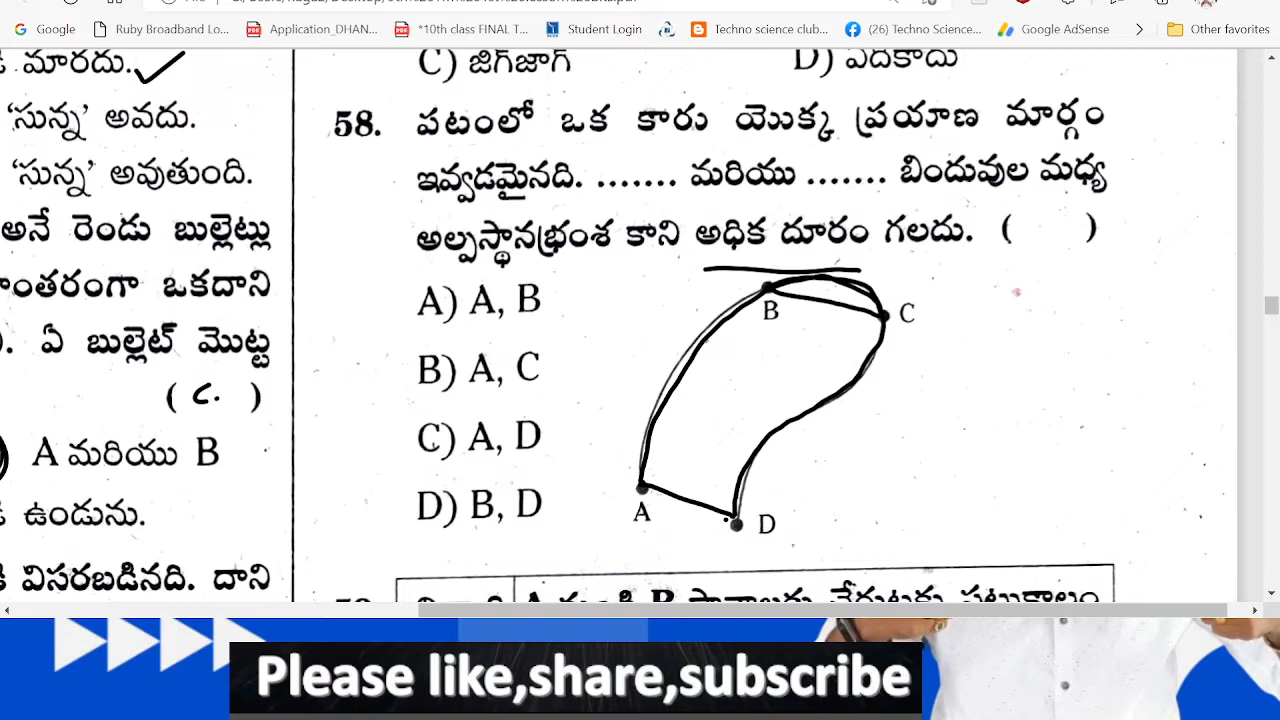 Google
Ruby Broadband Lo...
Application_DHAN...
*10th class FINAL T...
Student Login
Techno science club...
(26) Techno Science...
Google AdSense
Other favorites
మారదు.
'సున్న' అవదు.
'సున్న' అవుతుంది.
అనే రెండు బుల్లెట్లు
ాంతరంగా ఒకదాని
). ఏ బుల్లెట్ మొట్ట
( C. )
A మరియు B
ఉండును.
విసరబడినది. దాని
C) జిగ్‌జాగ్
D) ఏదికాదు
58. పటంలో ఒక కారు యొక్క ప్రయాణ మార్గం
ఇవ్వడమైనది. ....... మరియు ....... బిందువుల మధ్య
అల్పస్థానభ్రంశ కాని అధిక దూరం గలదు. ( )
A) A, B
B) A, C
C) A, D
D) B, D
B
C
A
D
Please like,share,subscribe